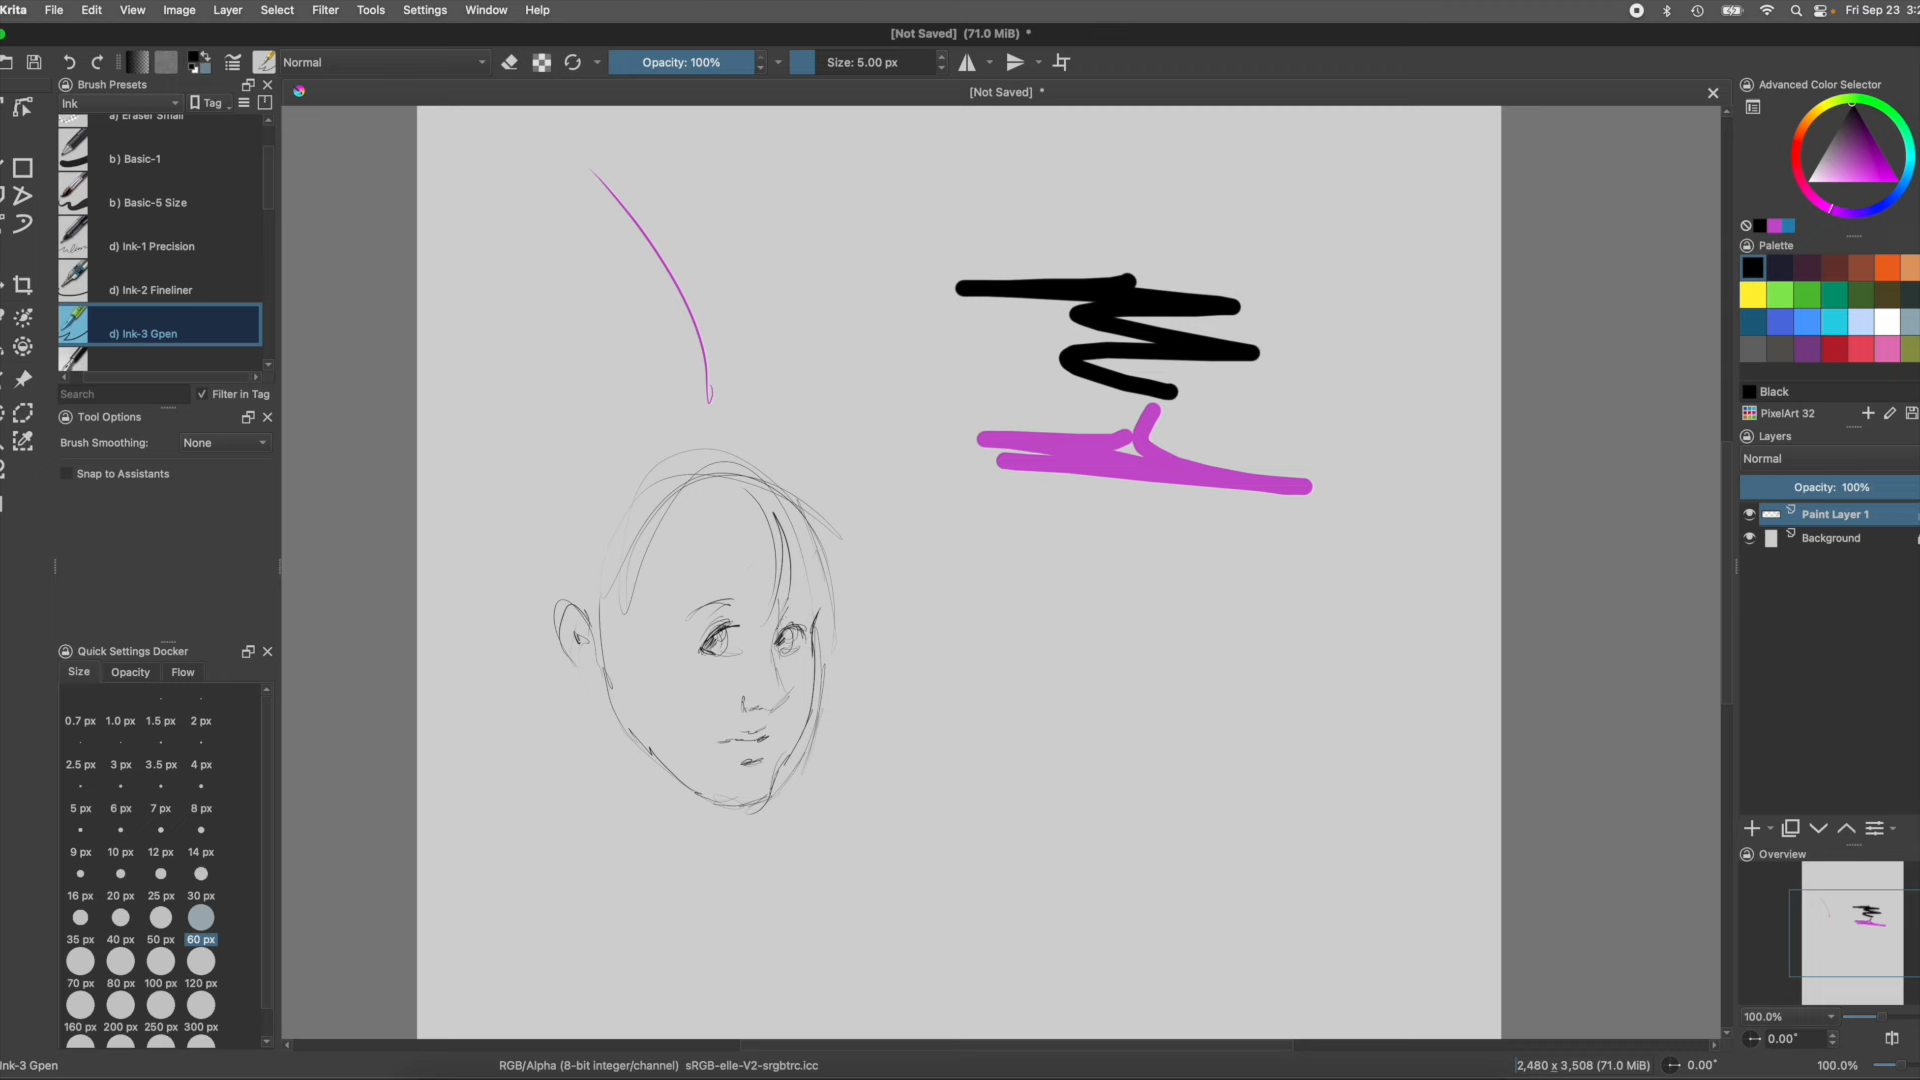 Krita File Edit View Image Layer Select Filter Tools Settings Window Help Fri Sep 23
[Not Saved] (71.0 MiB) *
Normal Opacity: 100% Size: 5.00 px
Brush Presets
[Not Saved] *
Advanced Color Selector
Ink Tag
a) Eraser Small
b) Basic-1
b) Basic-5 Size
d) Ink-1 Precision
d) Ink-2 Fineliner
d) Ink-3 Gpen
Search Filter in Tag
Tool Options
Brush Smoothing: None
Snap to Assistants
Quick Settings Docker
Size Opacity Flow
0.7 px 1.0 px 1.5 px 2 px
2.5 px 3 px 3.5 px 4 px
5 px 6 px 7 px 8 px
9 px 10 px 12 px 14 px
16 px 20 px 25 px 30 px
35 px 40 px 50 px 60 px
70 px 80 px 100 px 120 px
160 px 200 px 250 px 300 px
Palette
Black
PixelArt 32
Layers
Normal
Opacity: 100%
Paint Layer 1
Background
Overview
100.0%
0.00°
Ink-3 Gpen RGB/Alpha (8-bit integer/channel) sRGB-elle-V2-srgbtrc.icc 2,480 x 3,508 (71.0 MiB) 0.00° 100.0%